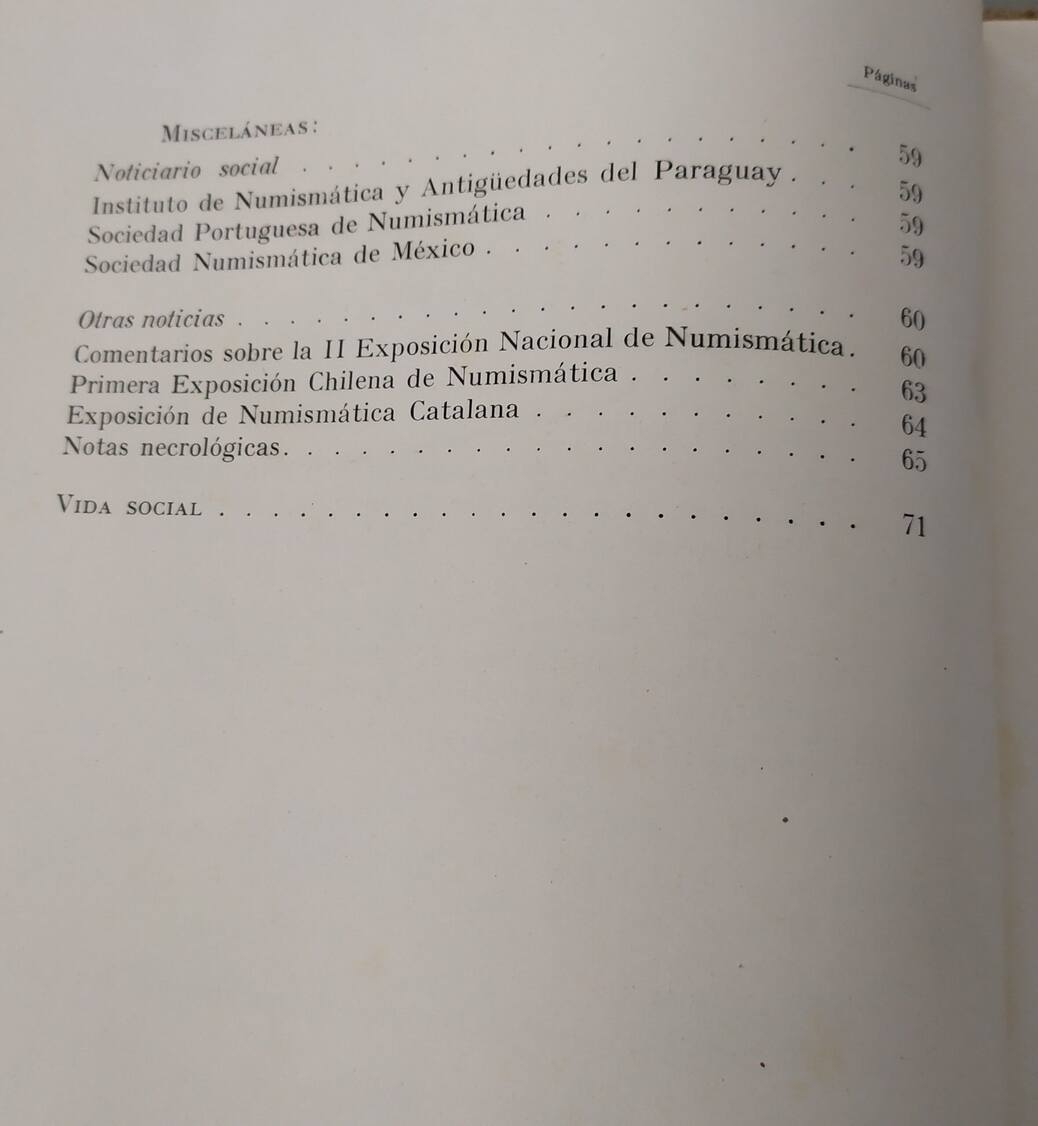 Páginas
MISCELÁNEAS:
Noticiario social . . . . . . . . . . . . . . . . . . 59
Instituto de Numismática y Antigüedades del Paraguay . . . 59
Sociedad Portuguesa de Numismática . . . . . . . . . . . 59
Sociedad Numismática de México . . . . . . . . . . . . . 59
Otras noticias . . . . . . . . . . . . . . . . . . . . . 60
Comentarios sobre la II Exposición Nacional de Numismática. 60
Primera Exposición Chilena de Numismática . . . . . . . . 63
Exposición de Numismática Catalana . . . . . . . . . . . 64
Notas necrológicas. . . . . . . . . . . . . . . . . . . . 65
VIDA SOCIAL . . . . . . . . . . . . . . . . . . . . . . . 71